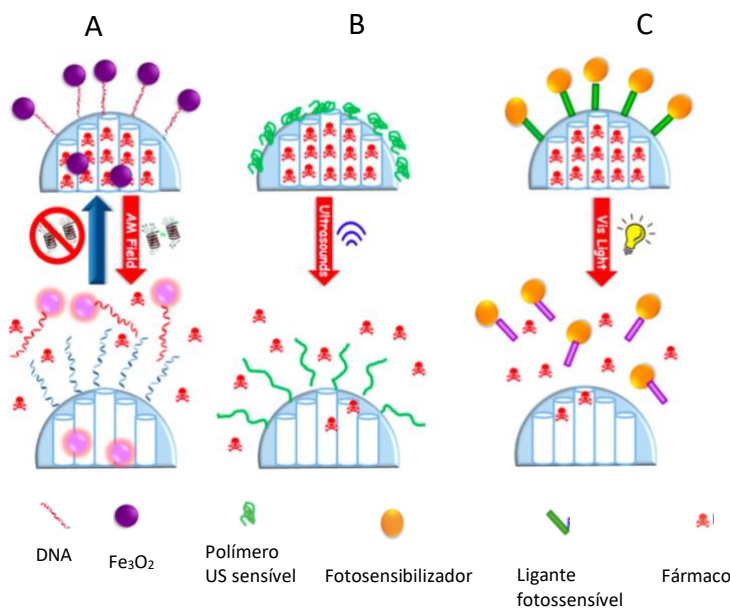 A
B
C
AM Field
Ultrasounds
Vis Light
DNA
Fe₃O₂
Polímero
US sensível
Fotosensibilizador
Ligante
fotossensível
Fármaco